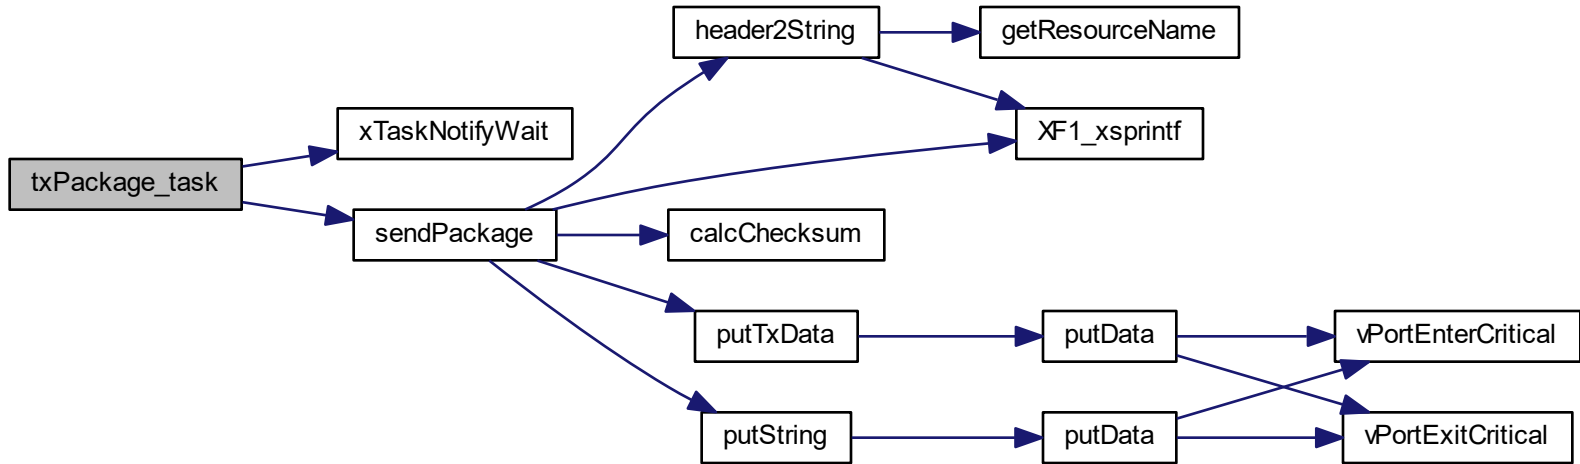 header2String
getResourceName
xTaskNotifyWait
XF1_xsprintf
txPackage_task
sendPackage
calcChecksum
putTxData
putData
vPortEnterCritical
putString
putData
vPortExitCritical